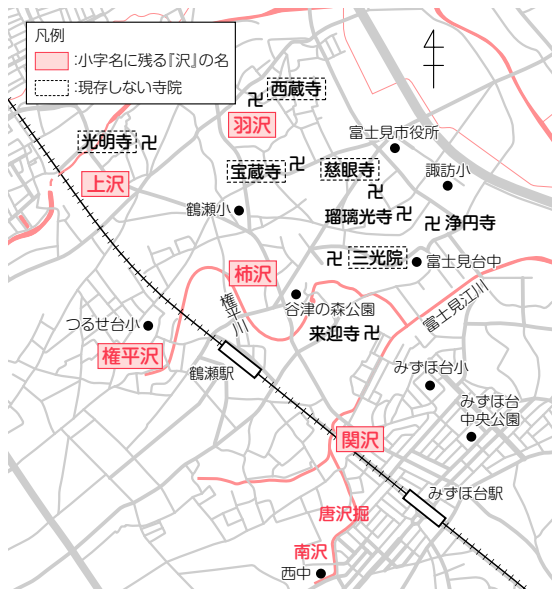 凡例
:小字名に残る『沢』の名
:現存しない寺院
西蔵寺
羽沢
富士見市役所
光明寺
宝蔵寺
慈眼寺
諏訪小
上沢
鶴瀬小
瑠璃光寺
浄円寺
三光院
富士見台中
柿沢
谷津の森公園
権平川
富士見江川
つるせ台小
来迎寺
権平沢
鶴瀬駅
みずほ台小
みずほ台
中央公園
関沢
みずほ台駅
唐沢堀
南沢
西中